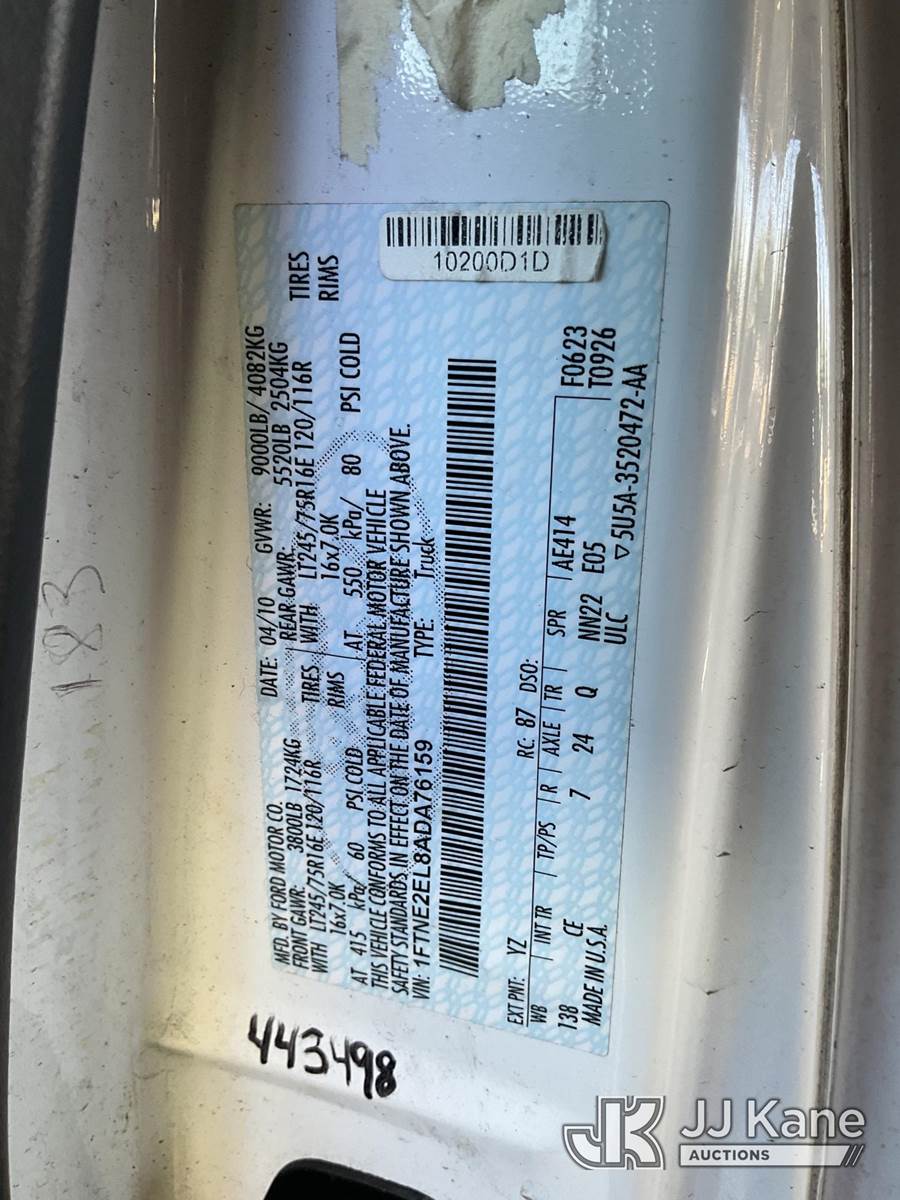 10200D1D
MFD. BY FORD MOTOR CO. DATE: 04/10 GVWR: 9000LB/ 4082KG
FRONT GAWR: 3800LB 1724KG REAR GAWR: 5520LB 2504KG
WITH LT245/75R16E 120/116R TIRES WITH LT245/75R16E 120/116R TIRES
16x7.0K RIMS 16x7.0K RIMS
AT 415 kPa/ 60 PSI COLD AT 550 kPa/ 80 PSI COLD
THIS VEHICLE CONFORMS TO ALL APPLICABLE FEDERAL MOTOR VEHICLE
SAFETY STANDARDS IN EFFECT ON THE DATE OF MANUFACTURE SHOWN ABOVE.
VIN: 1FTNE2EL8ADA76159 TYPE: Truck
EXT PNT: YZ RC: 87 DSO: F0623
WB INT TR TP/PS R AXLE TR SPR AE414 T0926
138 CE 7 24 Q NN22 E05
MADE IN U.S.A. ULC ▽5U5A-3520472-AA
183
443498
JK JJ Kane
AUCTIONS